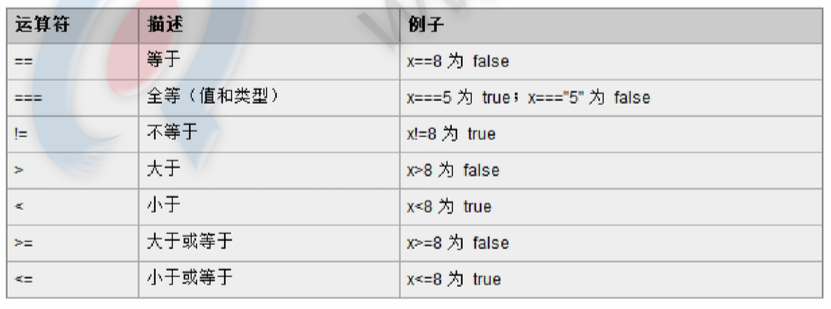 运算符 描述 例子
== 等于 x==8 为 false
=== 全等（值和类型） x===5 为 true；x==="5" 为 false
!= 不等于 x!=8 为 true
> 大于 x>8 为 false
< 小于 x<8 为 true
>= 大于或等于 x>=8 为 false
<= 小于或等于 x<=8 为 true